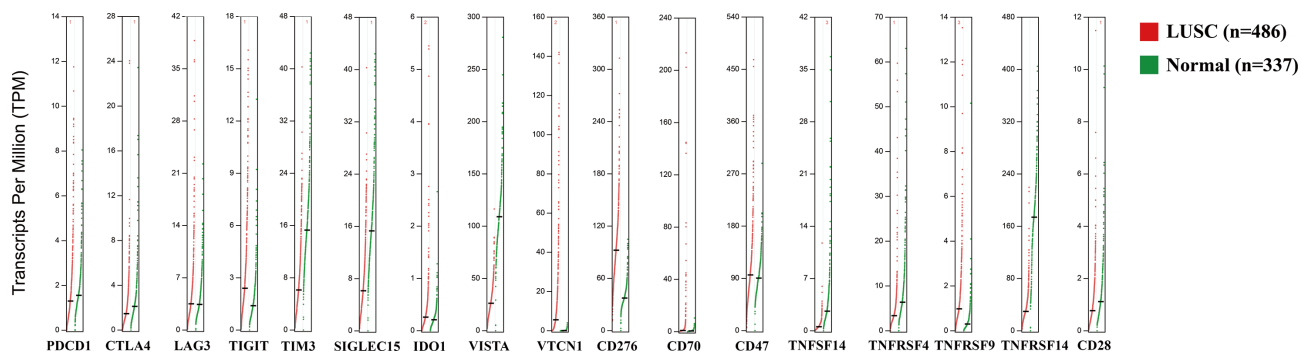 LUSC (n=486)
Normal (n=337)
Transcripts Per Million (TPM)
14 12 10 8 6 4 2 0
28 24 20 16 12 8 4 0
42 35 28 21 14 7 0
18 15 12 9 6 3 0
48 40 32 24 16 8 0
48 40 32 24 16 8 0
6 5 4 3 2 1 0
300 250 200 150 100 50 0
160 140 120 100 80 60 40 20 0
360 300 240 180 120 60 0
240 200 160 120 80 40 0
540 450 360 270 180 90 0
42 35 28 21 14 7 0
70 60 50 40 30 20 10 0
14 12 10 8 6 4 2 0
480 400 320 240 160 80 0
12 10 8 6 4 2 0
PDCD1 CTLA4 LAG3 TIGIT TIM3 SIGLEC15 IDO1 VISTA VTCN1 CD276 CD70 CD47 TNFSF14 TNFRSF4 TNFRSF9 TNFRSF14 CD28